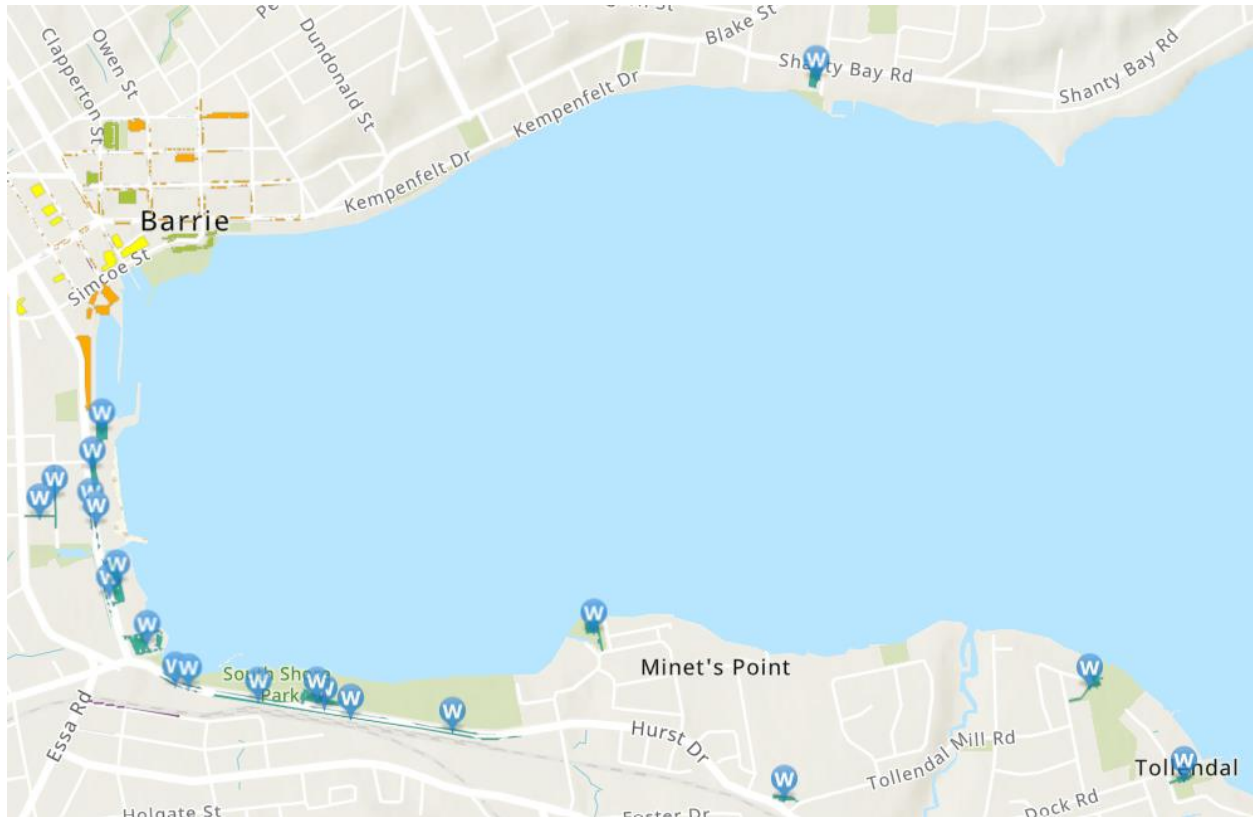 Owen St
Clapperton St
Dundonald St
Blake St
Shanty Bay Rd
Shanty Bay Rd
Kempenfelt Dr
Kempenfelt Dr
W
Barrie
Simcoe St
W
W
W
W
W
W
W
W
W
W
W
South Shore
Park
W
W
W
W
W
Minet's Point
W
Essa Rd
Hurst Dr
Tollendal Mill Rd
W
W
Tollendal
Dock Rd
Holgate St
Foster Dr